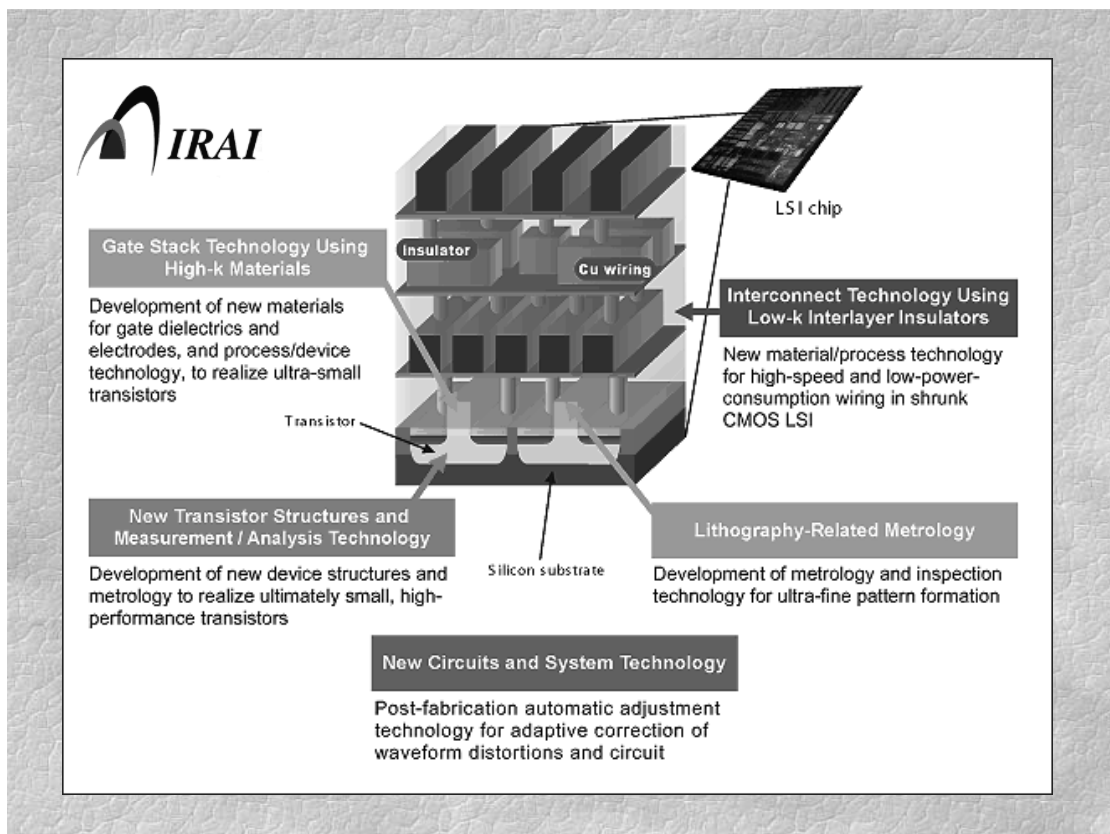 MIRAI
LSI chip
Gate Stack Technology Using
High-k Materials
Development of new materials
for gate dielectrics and
electrodes, and process/device
technology, to realize ultra-small
transistors
Insulator
Cu wiring
Interconnect Technology Using
Low-k Interlayer Insulators
New material/process technology
for high-speed and low-power-
consumption wiring in shrunk
CMOS LSI
Transistor
New Transistor Structures and
Measurement / Analysis Technology
Development of new device structures and
metrology to realize ultimately small, high-
performance transistors
Silicon substrate
Lithography-Related Metrology
Development of metrology and inspection
technology for ultra-fine pattern formation
New Circuits and System Technology
Post-fabrication automatic adjustment
technology for adaptive correction of
waveform distortions and circuit